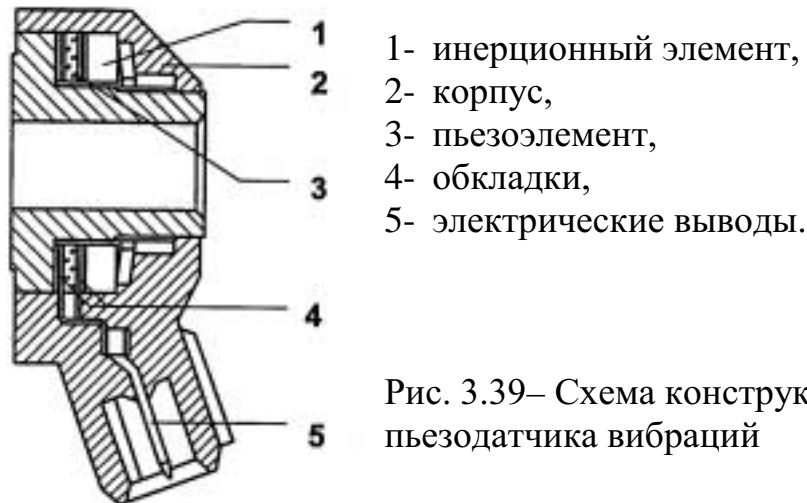 1
2
3
4
5
1- инерционный элемент,
2- корпус,
3- пьезоэлемент,
4- обкладки,
5- электрические выводы.
Рис. 3.39– Схема конструк
пьезодатчика вибраций